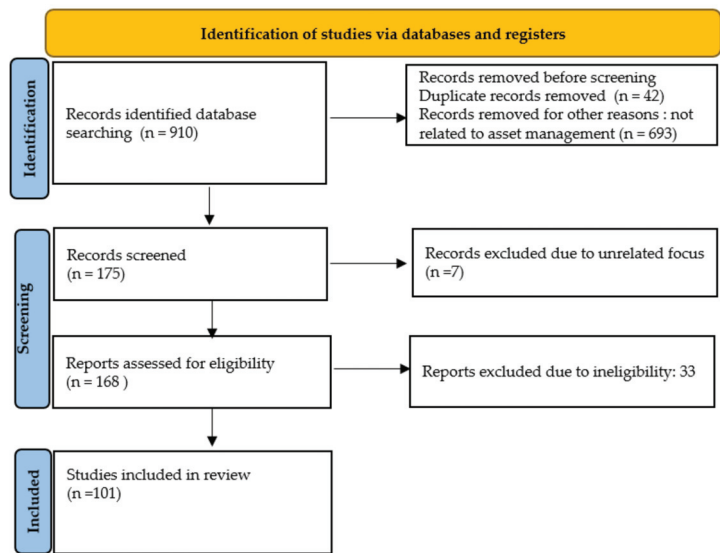 Identification of studies via databases and registers
Identification
Records identified database
searching (n = 910)
Records removed before screening
Duplicate records removed (n = 42)
Records removed for other reasons : not
related to asset management (n = 693)
Screening
Records screened
(n = 175)
Records excluded due to unrelated focus
(n =7)
Reports assessed for eligibility
(n = 168 )
Reports excluded due to ineligibility: 33
Included
Studies included in review
(n =101)